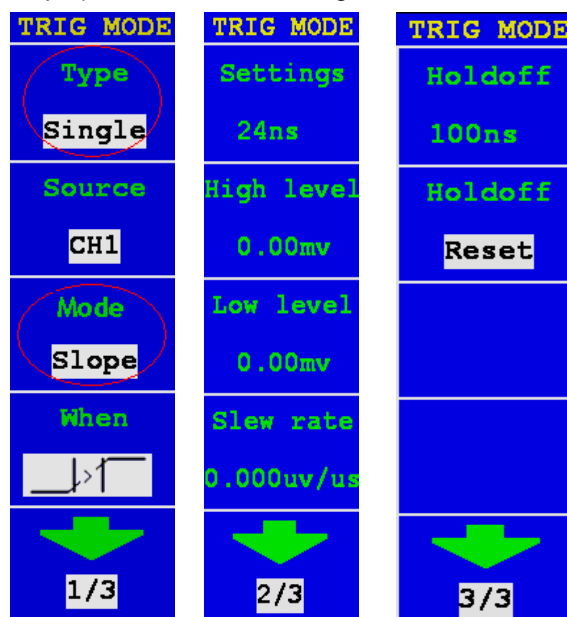 TRIG MODE
Type
Single
Source
CH1
Mode
Slope
When
1/3
TRIG MODE
Settings
24ns
High level
0.00mv
Low level
0.00mv
Slew rate
0.000uv/us
2/3
TRIG MODE
Holdoff
100ns
Holdoff
Reset
3/3